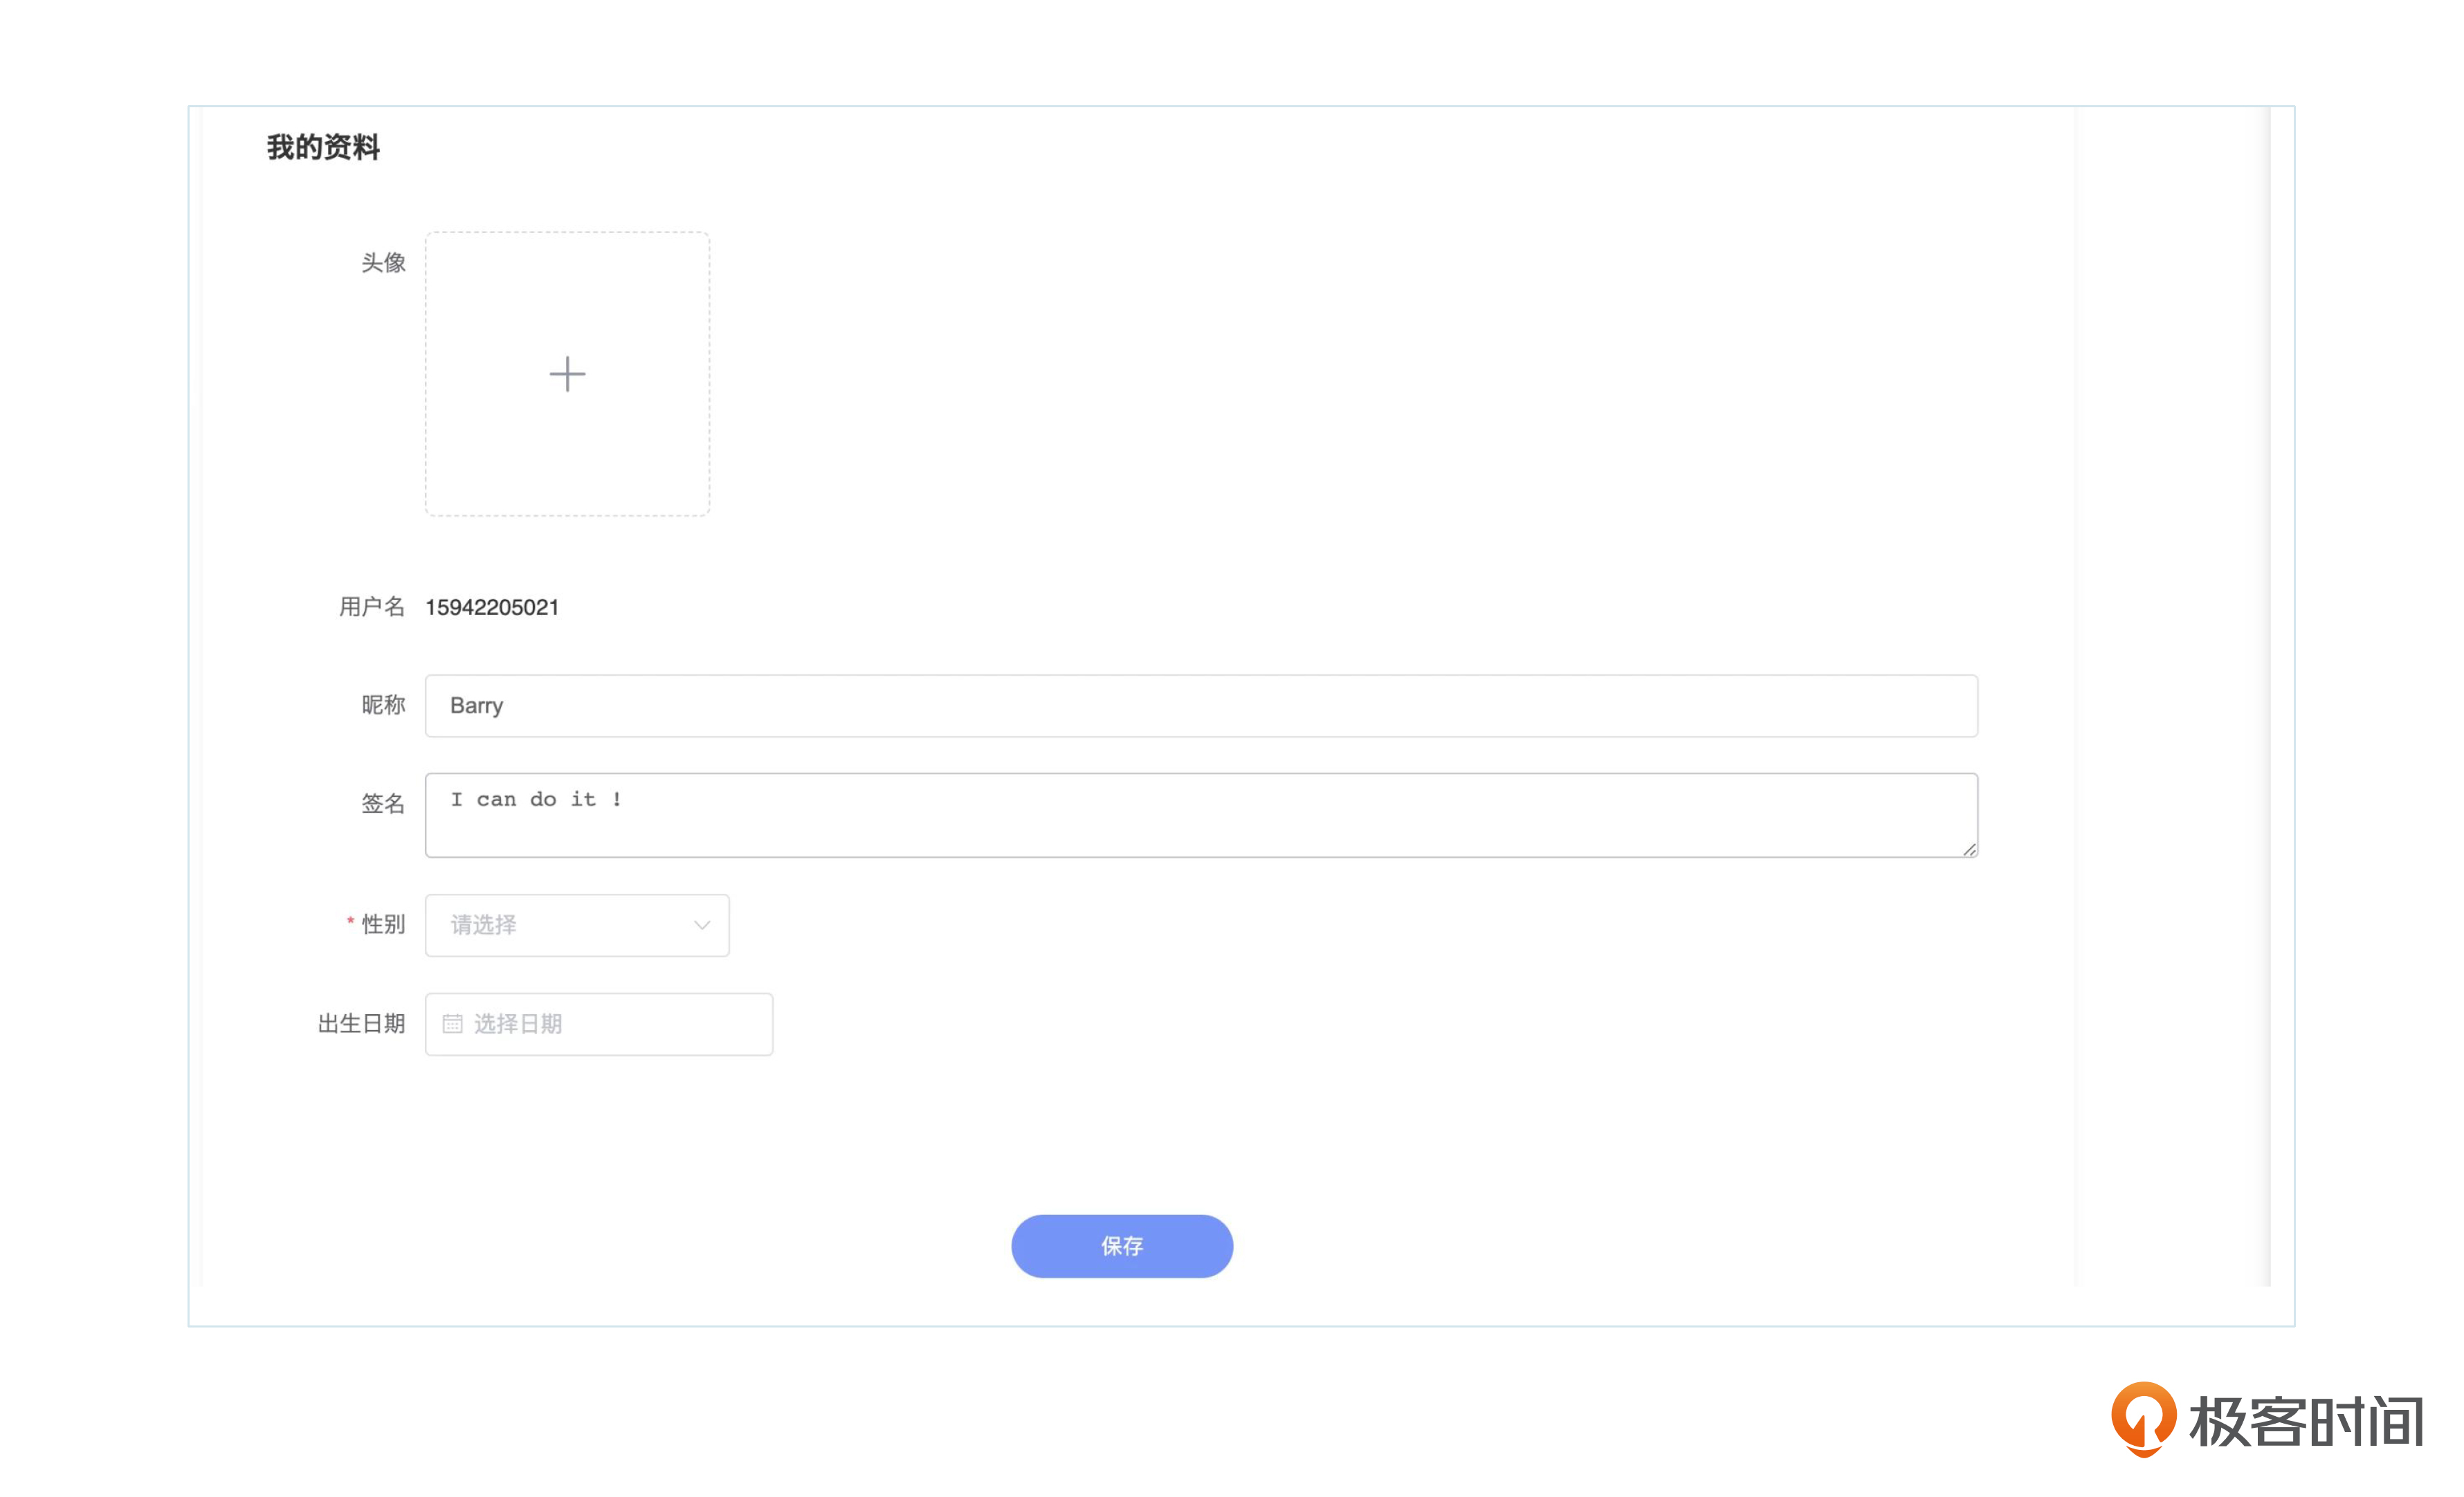 我的资料
头像
用户名 15942205021
昵称 Barry
签名 I can do it !
* 性别 请选择
出生日期 选择日期
保存
极客时间